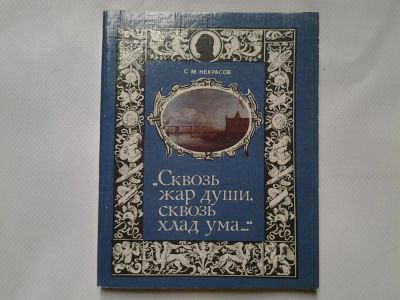 С. М. НЕКРАСОВ
„Сквозь
жар души,
сквозь
хлад ума...“